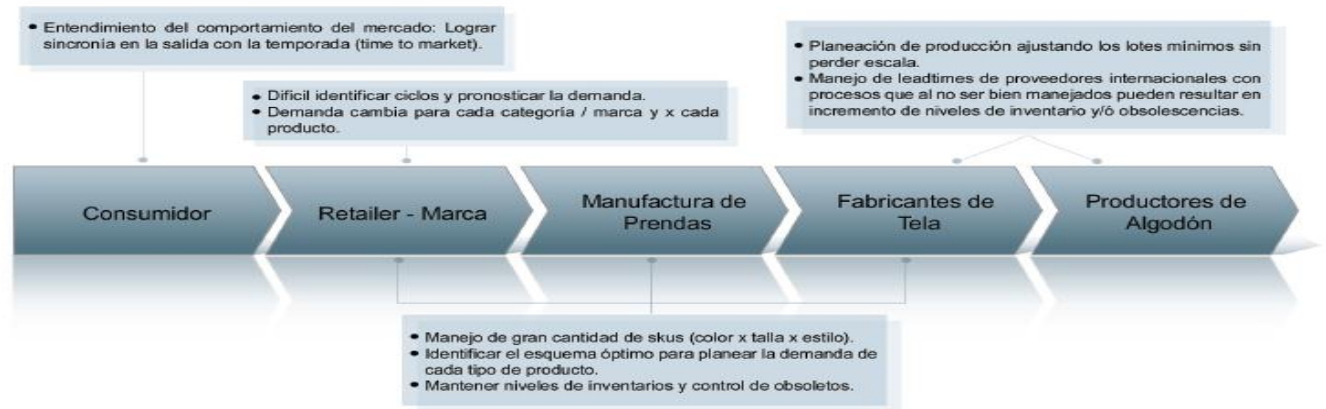 • Entendimiento del comportamiento del mercado: Lograr
sincronía en la salida con la temporada (time to market).
• Difícil identificar ciclos y pronosticar la demanda.
• Demanda cambia para cada categoría / marca y x cada
producto.
• Planeación de producción ajustando los lotes mínimos sin
perder escala.
• Manejo de leadtimes de proveedores internacionales con
procesos que al no ser bien manejados pueden resultar en
incremento de niveles de inventario y/ó obsolescencias.
Consumidor
Retailer - Marca
Manufactura de
Prendas
Fabricantes de
Tela
Productores de
Algodón
• Manejo de gran cantidad de skus (color x talla x estilo).
• Identificar el esquema óptimo para planear la demanda de
cada tipo de producto.
• Mantener niveles de inventarios y control de obsoletos.